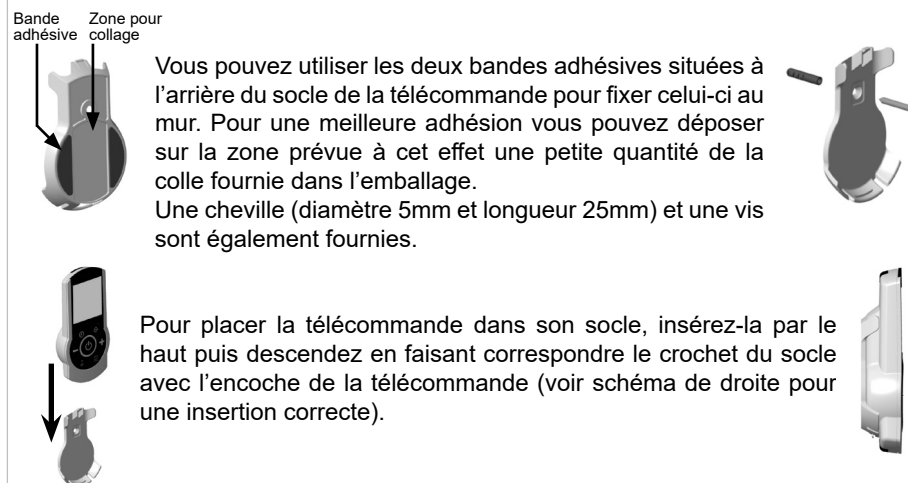 Bande
adhésive
Zone pour
collage
Vous pouvez utiliser les deux bandes adhésives situées à
l’arrière du socle de la télécommande pour fixer celui-ci au
mur. Pour une meilleure adhésion vous pouvez déposer
sur la zone prévue à cet effet une petite quantité de la
colle fournie dans l’emballage.
Une cheville (diamètre 5mm et longueur 25mm) et une vis
sont également fournies.
Pour placer la télécommande dans son socle, insérez-la par le
haut puis descendez en faisant correspondre le crochet du socle
avec l’encoche de la télécommande (voir schéma de droite pour
une insertion correcte).